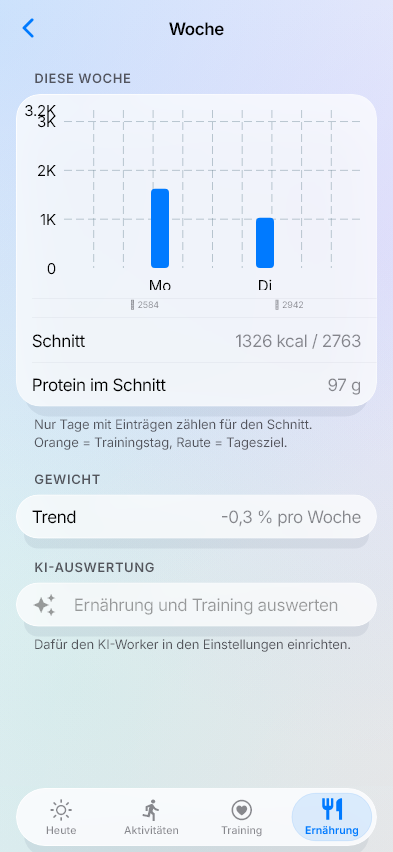 Woche
DIESE WOCHE
3.2K
3K
2K
1K
0
Mo
Di
2584
2942
Schnitt
1326 kcal / 2763
Protein im Schnitt
97 g
Nur Tage mit Einträgen zählen für den Schnitt.
Orange = Trainingstag, Raute = Tagesziel.
GEWICHT
Trend
-0,3 % pro Woche
KI-AUSWERTUNG
Ernährung und Training auswerten
Dafür den KI-Worker in den Einstellungen einrichten.
Heute
Aktivitäten
Training
Ernährung